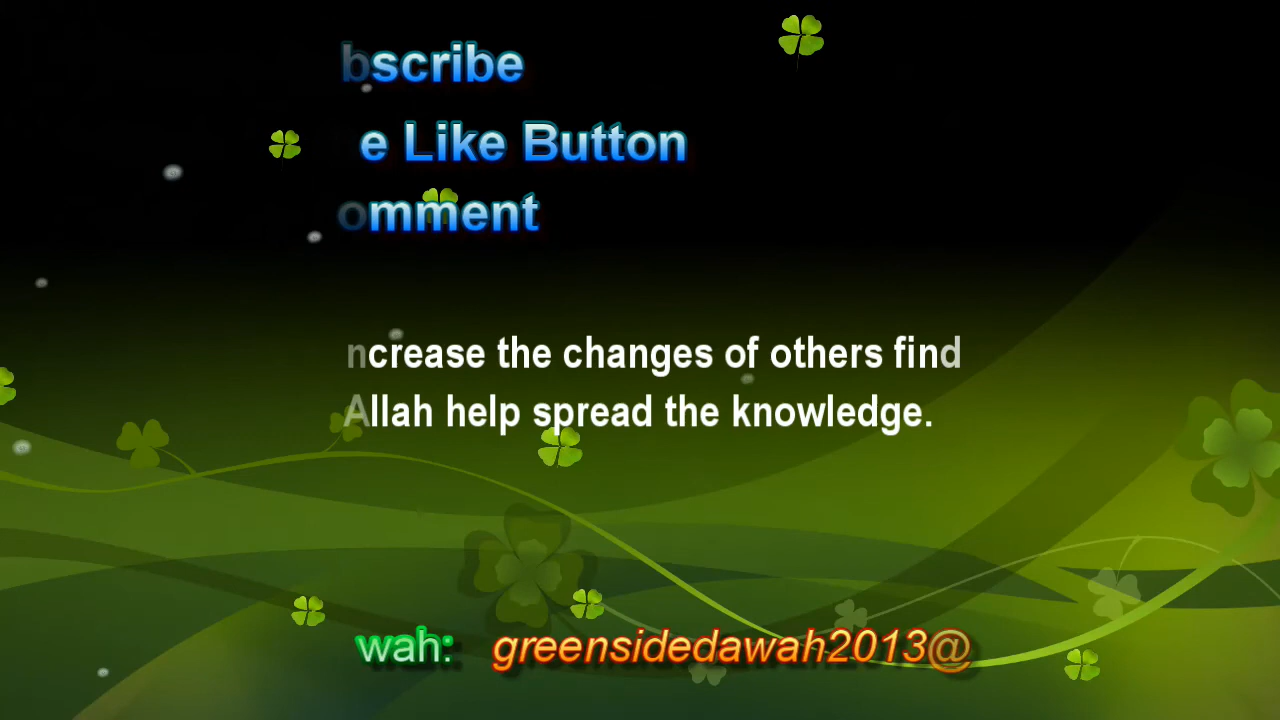 bscribe
e Like Button
omment
ncrease the changes of others find
Allah help spread the knowledge.
wah: greensidedawah2013@